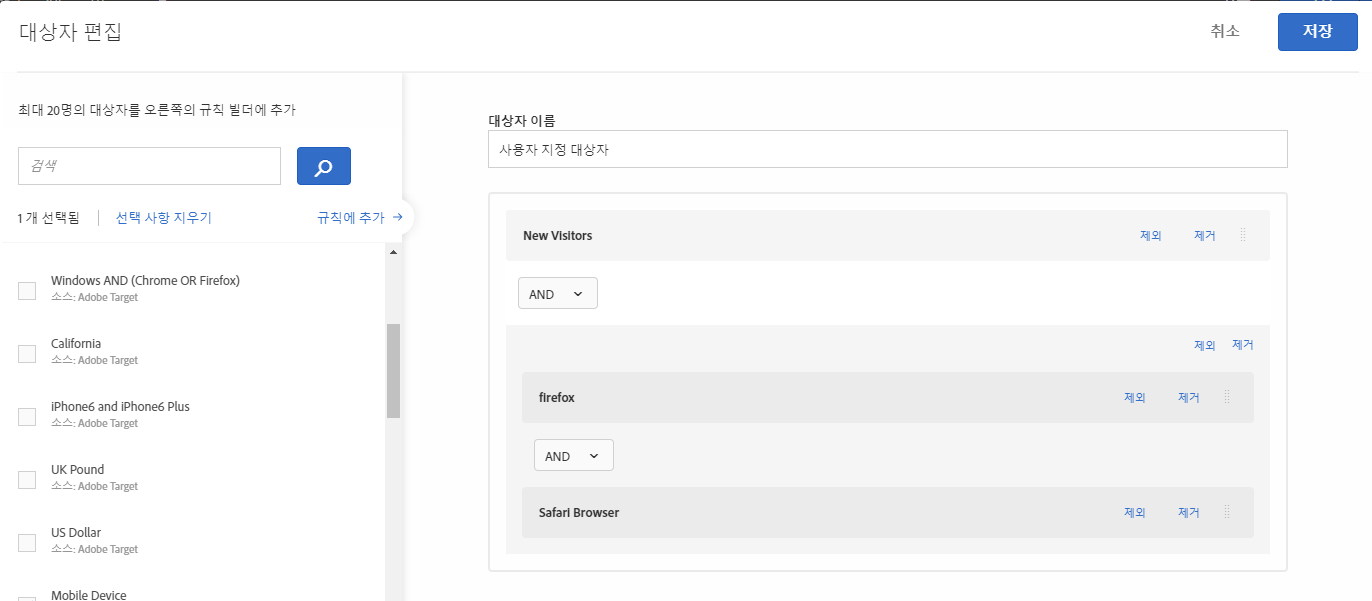 대상자 편집
취소
저장
최대 20명의 대상자를 오른쪽의 규칙 빌더에 추가
검색
1 개 선택됨
선택 사항 지우기
규칙에 추가 →
Windows AND (Chrome OR Firefox)
소스: Adobe Target
California
소스: Adobe Target
iPhone6 and iPhone6 Plus
소스: Adobe Target
UK Pound
소스: Adobe Target
US Dollar
소스: Adobe Target
Mobile Device
대상자 이름
사용자 지정 대상자
New Visitors
제외
제거
AND
제외
제거
firefox
제외
제거
AND
Safari Browser
제외
제거